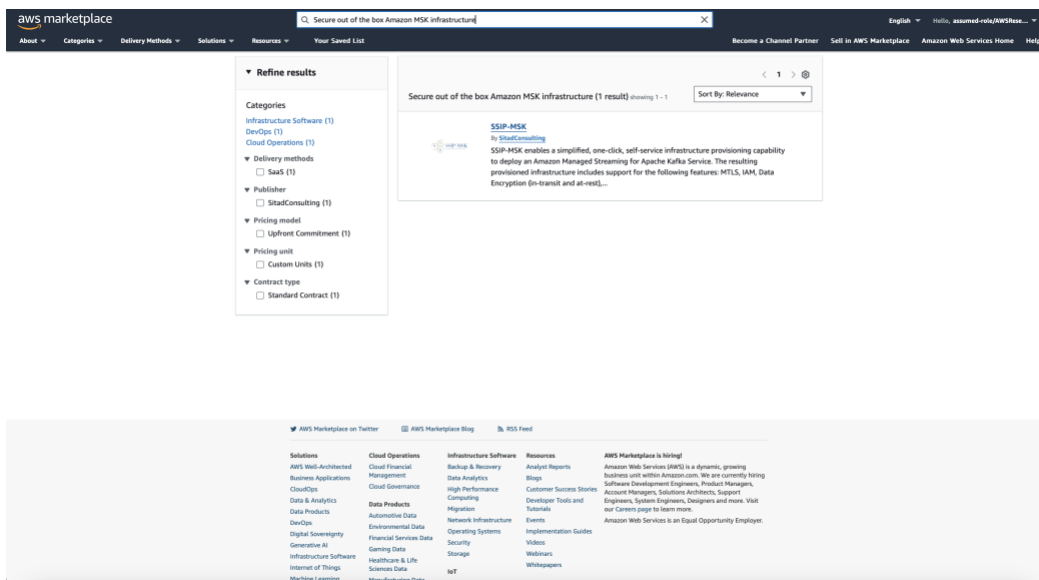 aws marketplace
Secure out of the box Amazon MSK infrastructure
English
Hello, assumed-role/AWSRese...
About
Categories
Delivery Methods
Solutions
Resources
Your Saved List
Become a Channel Partner
Sell in AWS Marketplace
Amazon Web Services Home
Help
Refine results
Categories
Infrastructure Software (1)
DevOps (1)
Cloud Operations (1)
Delivery methods
SaaS (1)
Publisher
SitadConsulting (1)
Pricing model
Upfront Commitment (1)
Pricing unit
Custom Units (1)
Contract type
Standard Contract (1)
1
Secure out of the box Amazon MSK infrastructure (1 result) showing 1 - 1
Sort By: Relevance
SSIP-MSK
By SitadConsulting
SSIP-MSK enables a simplified, one-click, self-service infrastructure provisioning capability
to deploy an Amazon Managed Streaming for Apache Kafka Service. The resulting
provisioned infrastructure includes support for the following features: MTLS, IAM, Data
Encryption (in-transit and at-rest),...
AWS Marketplace on Twitter
AWS Marketplace Blog
RSS Feed
Solutions
AWS Well-Architected
Business Applications
CloudOps
Data & Analytics
Data Products
DevOps
Digital Sovereignty
Generative AI
Infrastructure Software
Internet of Things
Machine Learning
Cloud Operations
Cloud Financial
Management
Cloud Governance
Data Products
Automotive Data
Environmental Data
Financial Services Data
Gaming Data
Healthcare & Life
Sciences Data
Manufacturing Data
Infrastructure Software
Backup & Recovery
Data Analytics
High Performance
Computing
Migration
Network Infrastructure
Operating Systems
Security
Storage
IoT
Resources
Analyst Reports
Blogs
Customer Success Stories
Developer Tools and
Tutorials
Events
Implementation Guides
Videos
Webinars
Whitepapers
AWS Marketplace is hiring!
Amazon Web Services (AWS) is a dynamic, growing
business unit within Amazon.com. We are currently hiring
Software Development Engineers, Product Managers,
Account Managers, Solutions Architects, Support
Engineers, System Engineers, Designers and more. Visit
our Careers page to learn more.
Amazon Web Services is an Equal Opportunity Employer.